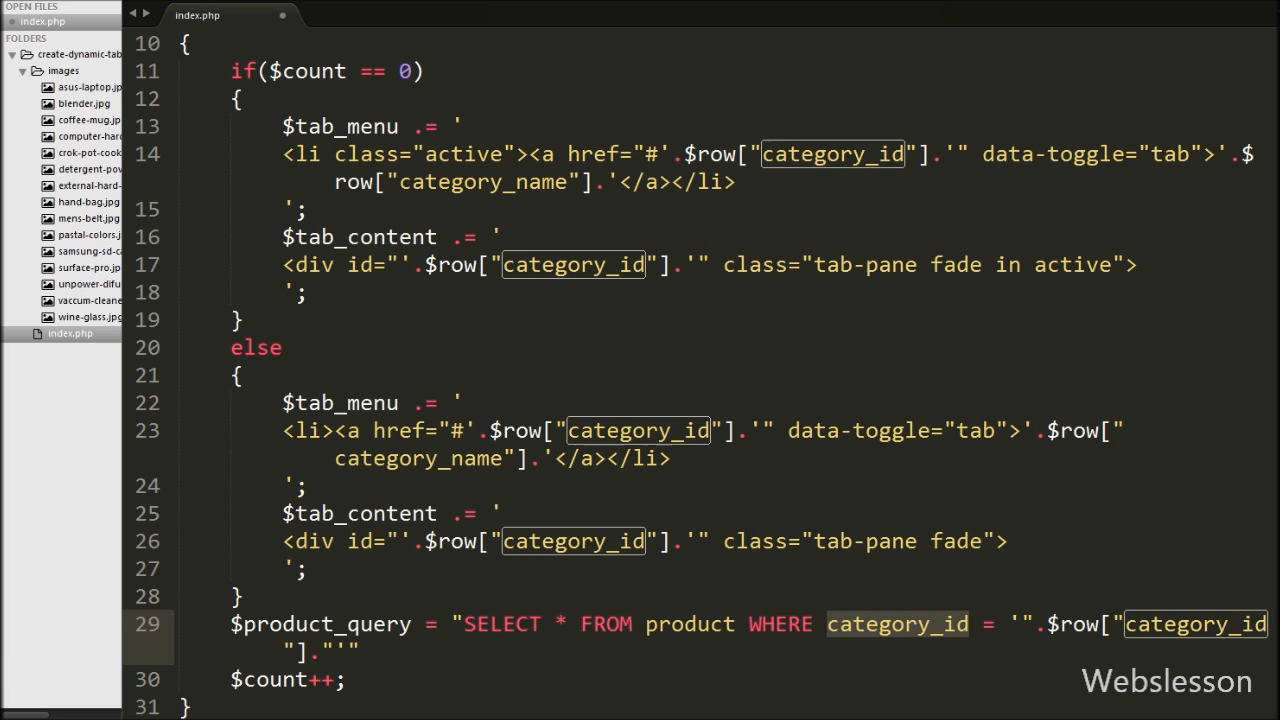 OPEN FILES
index.php
FOLDERS
create-dynamic-tab
images
asus-laptop.jp
blender.jpg
coffee-mug.jp
computer-hard
crok-pot-cook
detergent-pow
external-hard-
hand-bag.jpg
mens-belt.jpg
pastal-colors.j
samsung-sd-ca
surface-pro.jp
unpower-difu
vaccum-cleane
wine-glass.jpg
index.php
index.php
10 {
11 if($count == 0)
12 {
13 $tab_menu .= '
14 <li class="active"><a href="#'.$row["category_id"].'" data-toggle="tab">'.$
row["category_name"].'</a></li>
15 ';
16 $tab_content .= '
17 <div id="'.$row["category_id"].'" class="tab-pane fade in active">
18 ';
19 }
20 else
21 {
22 $tab_menu .= '
23 <li><a href="#'.$row["category_id"].'" data-toggle="tab">'.$row["
category_name"].'</a></li>
24 ';
25 $tab_content .= '
26 <div id="'.$row["category_id"].'" class="tab-pane fade">
27 ';
28 }
29 $product_query = "SELECT * FROM product WHERE category_id = '".$row["category_id
"]."'"
30 $count++;
31 }
Webslesson